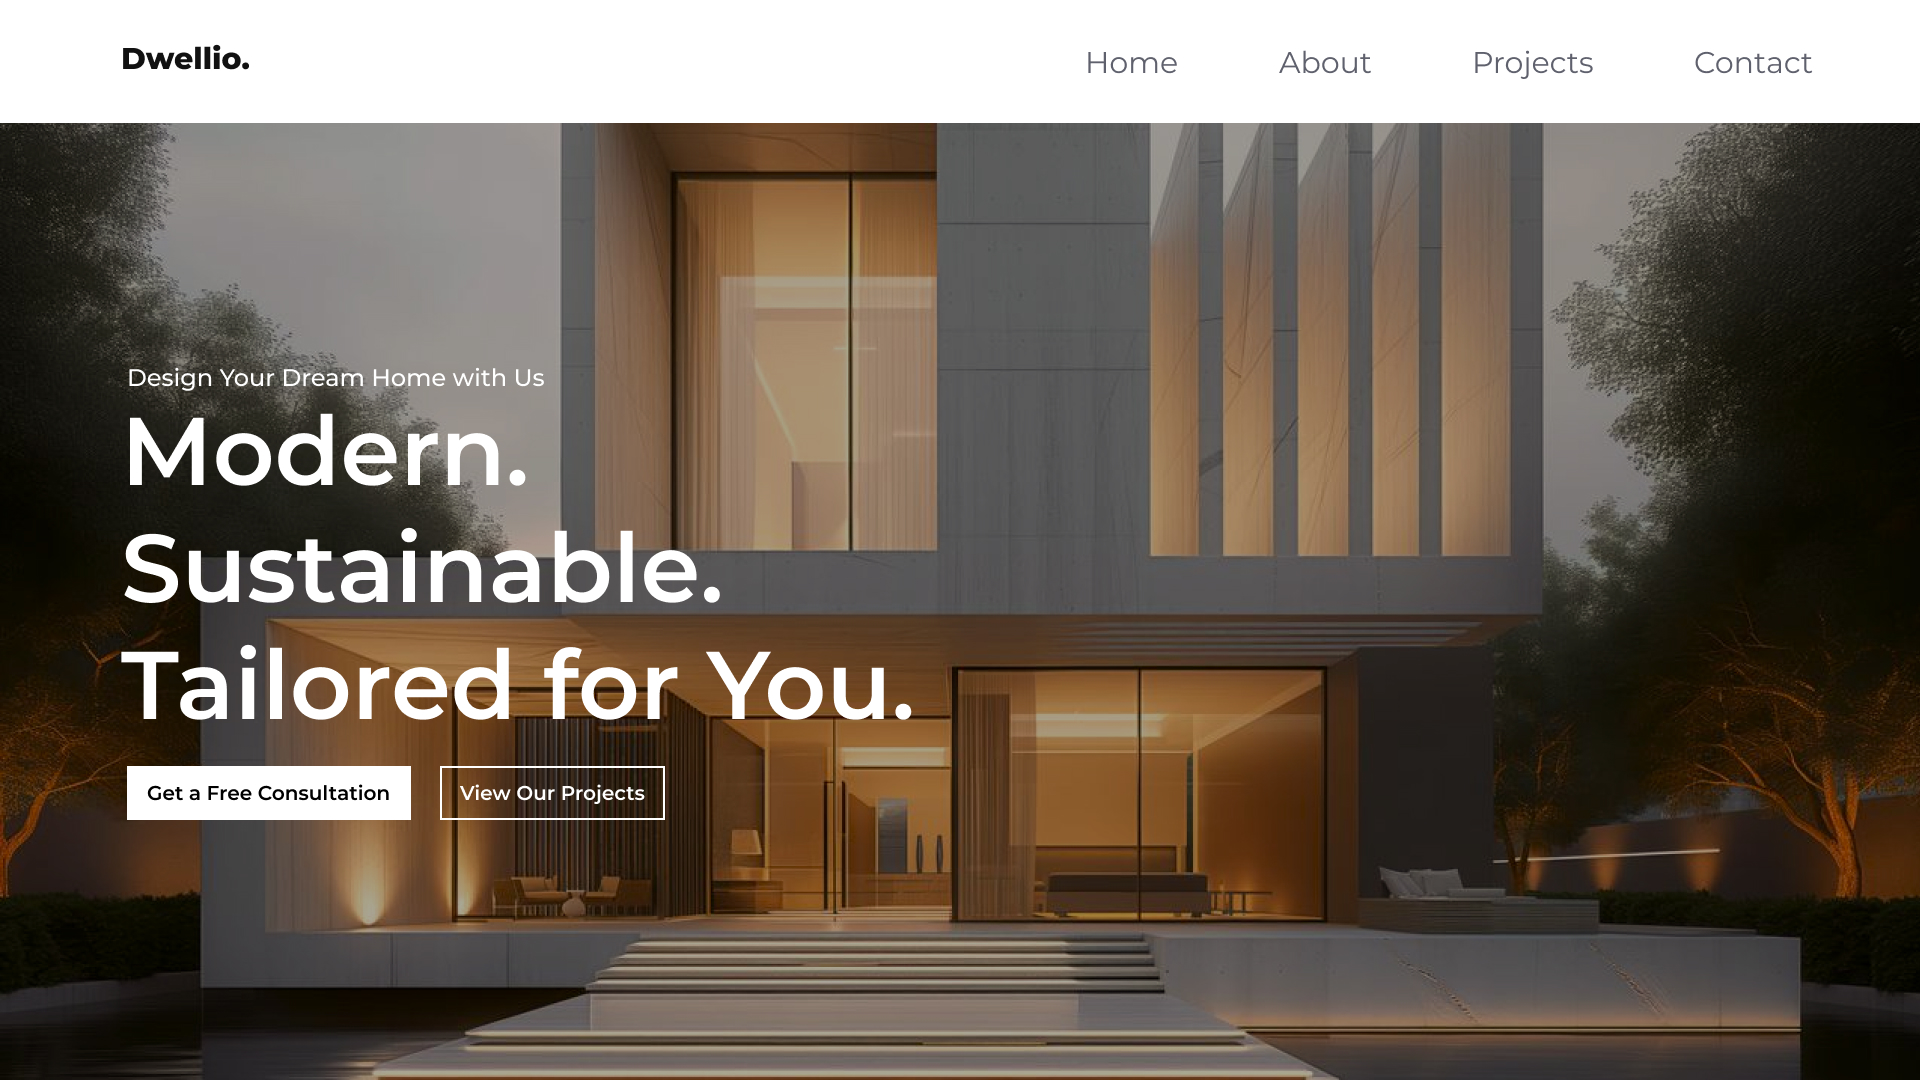 Dwellio.
Home
About
Projects
Contact
Design Your Dream Home with Us
Modern.
Sustainable.
Tailored for You.
Get a Free Consultation
View Our Projects